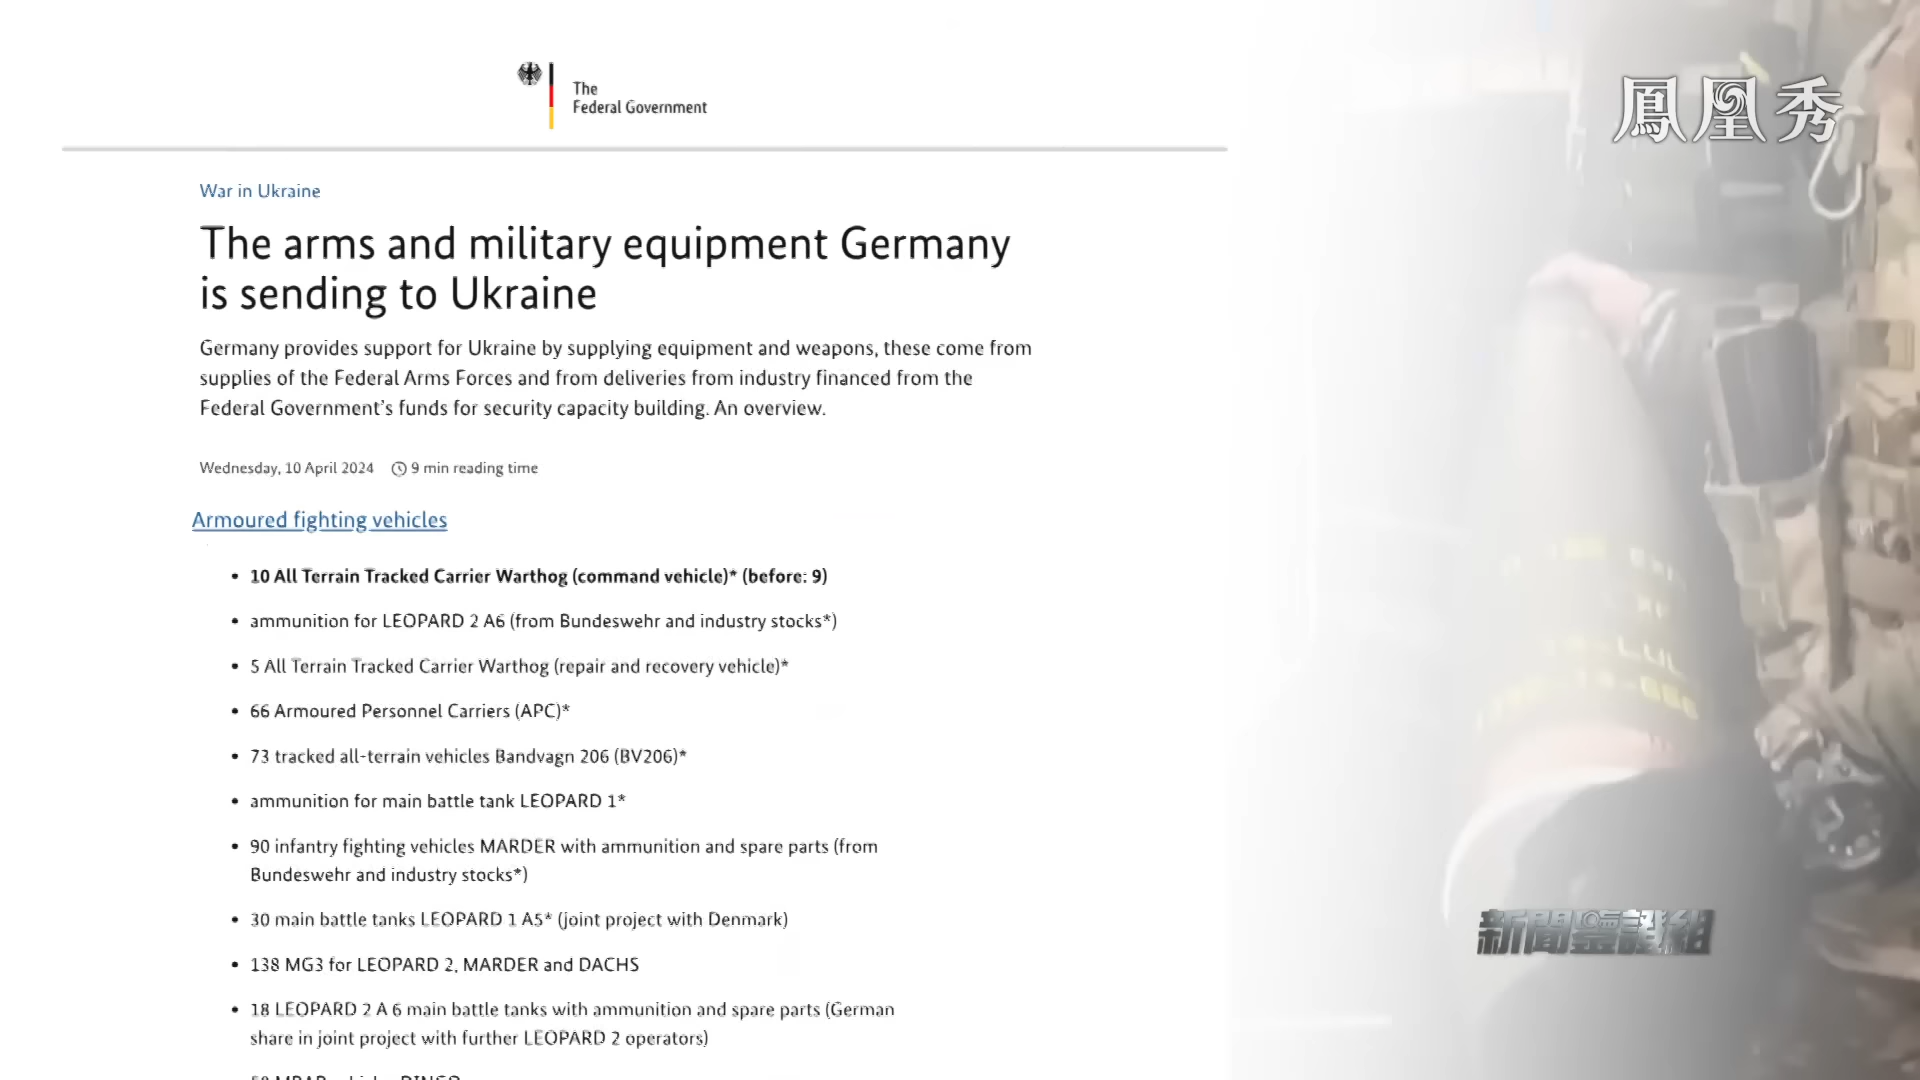 The
Federal Government
鳳凰秀
War in Ukraine
The arms and military equipment Germany
is sending to Ukraine
Germany provides support for Ukraine by supplying equipment and weapons, these come from
supplies of the Federal Arms Forces and from deliveries from industry financed from the
Federal Government's funds for security capacity building. An overview.
Wednesday, 10 April 2024 9 min reading time
Armoured fighting vehicles
• 10 All Terrain Tracked Carrier Warthog (command vehicle)* (before: 9)
• ammunition for LEOPARD 2 A6 (from Bundeswehr and industry stocks*)
• 5 All Terrain Tracked Carrier Warthog (repair and recovery vehicle)*
• 66 Armoured Personnel Carriers (APC)*
• 73 tracked all-terrain vehicles Bandvagn 206 (BV206)*
• ammunition for main battle tank LEOPARD 1*
• 90 infantry fighting vehicles MARDER with ammunition and spare parts (from
Bundeswehr and industry stocks*)
• 30 main battle tanks LEOPARD 1 A5* (joint project with Denmark)
• 138 MG3 for LEOPARD 2, MARDER and DACHS
• 18 LEOPARD 2 A 6 main battle tanks with ammunition and spare parts (German
share in joint project with further LEOPARD 2 operators)
新聞鑒證組